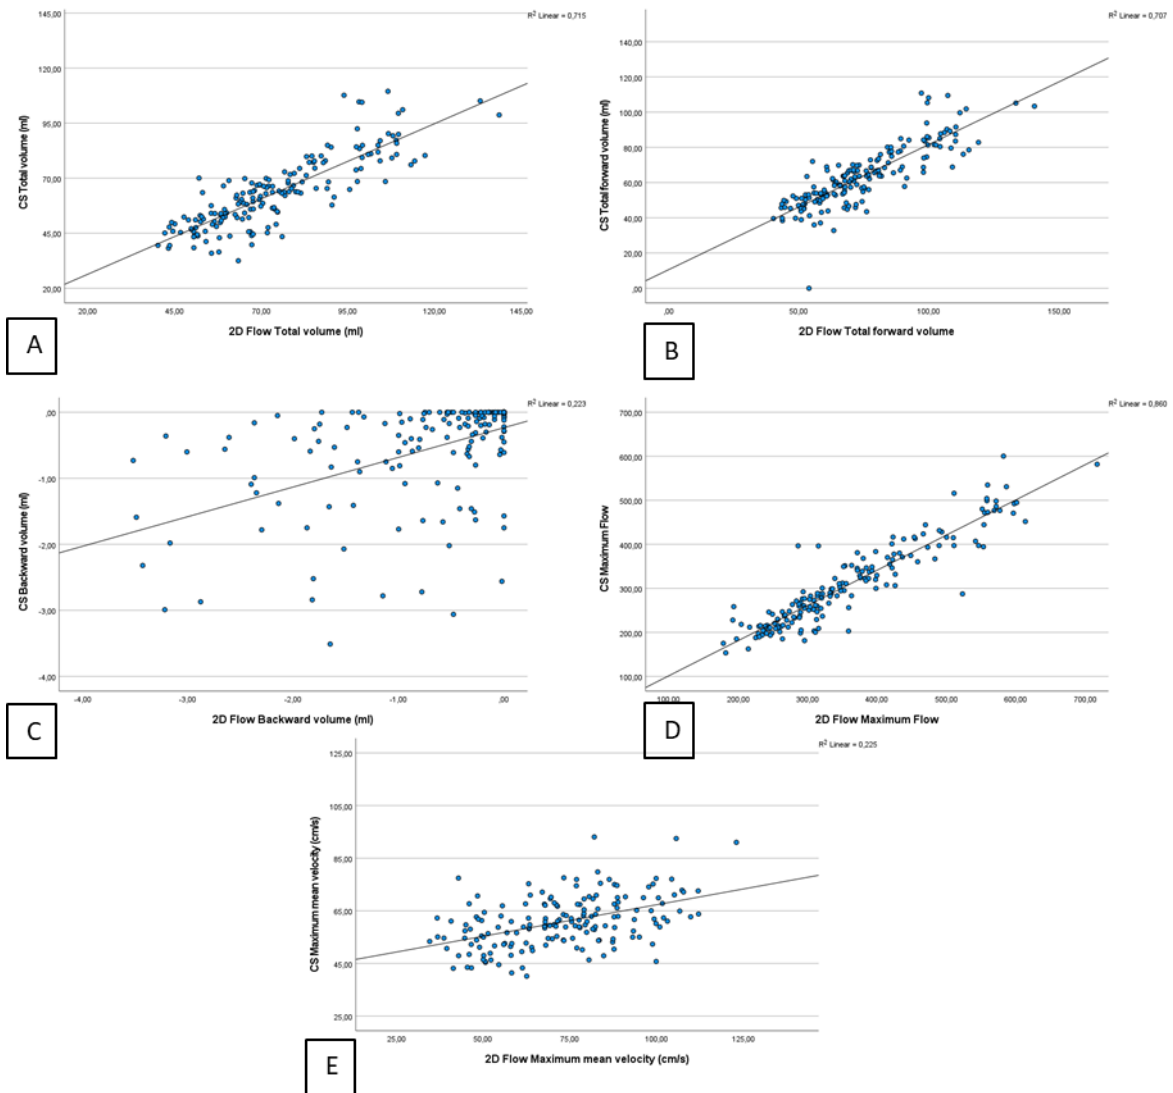 R² Linear = 0,715
CS Total volume (ml)
145,00
120,00
95,00
70,00
45,00
20,00
20,00 45,00 70,00 95,00 120,00 145,00
2D Flow Total volume (ml)
A
R² Linear = 0,707
CS Total forward volume (ml)
140,00
120,00
100,00
80,00
60,00
40,00
20,00
,00
,00 50,00 100,00 150,00
2D Flow Total forward volume
B
R² Linear = 0,223
CS Backward volume (ml)
,00
-1,00
-2,00
-3,00
-4,00
-4,00 -3,00 -2,00 -1,00 ,00
2D Flow Backward volume (ml)
C
R² Linear = 0,860
CS Maximum Flow
700,00
600,00
500,00
400,00
300,00
200,00
100,00
100,00 200,00 300,00 400,00 500,00 600,00 700,00
2D Flow Maximum Flow
D
R² Linear = 0,225
CS Maximum mean velocity (cm/s)
125,00
105,00
85,00
65,00
45,00
25,00
25,00 50,00 75,00 100,00 125,00
2D Flow Maximum mean velocity (cm/s)
E